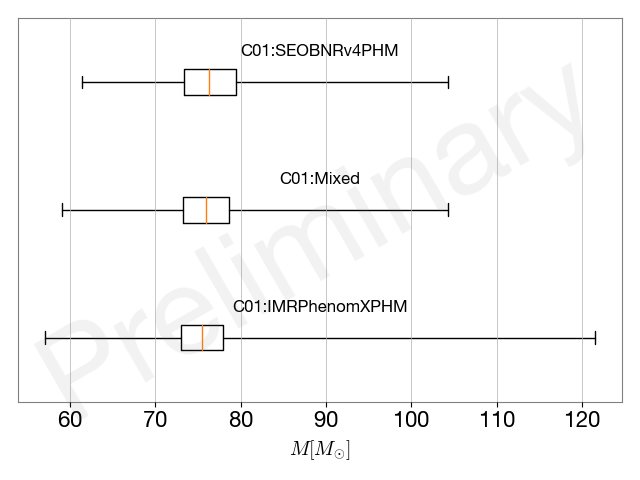 C01:SEOBNRv4PHM
C01:Mixed
C01:IMRPhenomXPHM
Preliminary
60 70 80 90 100 110 120
M[M⊙]